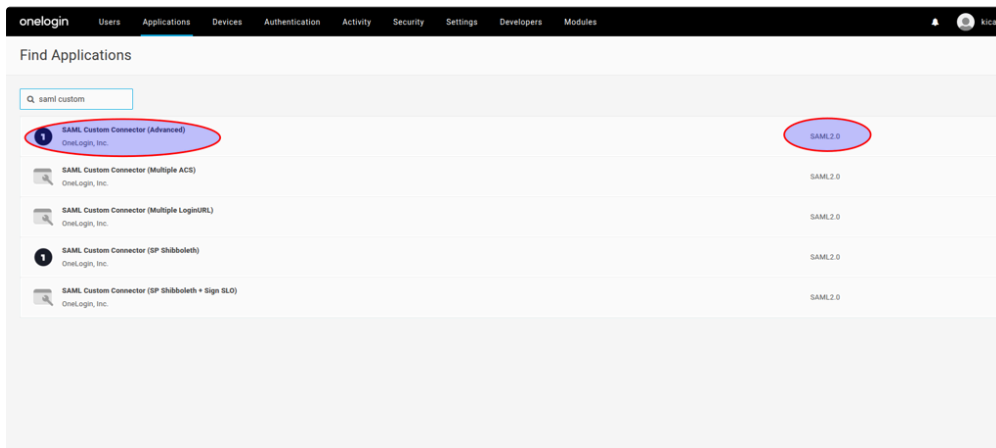 onelogin Users Applications Devices Authentication Activity Security Settings Developers Modules kica
Find Applications
saml custom
SAML Custom Connector (Advanced)
OneLogin, Inc.
SAML2.0
SAML Custom Connector (Multiple ACS)
OneLogin, Inc.
SAML2.0
SAML Custom Connector (Multiple LoginURL)
OneLogin, Inc.
SAML2.0
SAML Custom Connector (SP Shibboleth)
OneLogin, Inc.
SAML2.0
SAML Custom Connector (SP Shibboleth + Sign SLO)
OneLogin, Inc.
SAML2.0